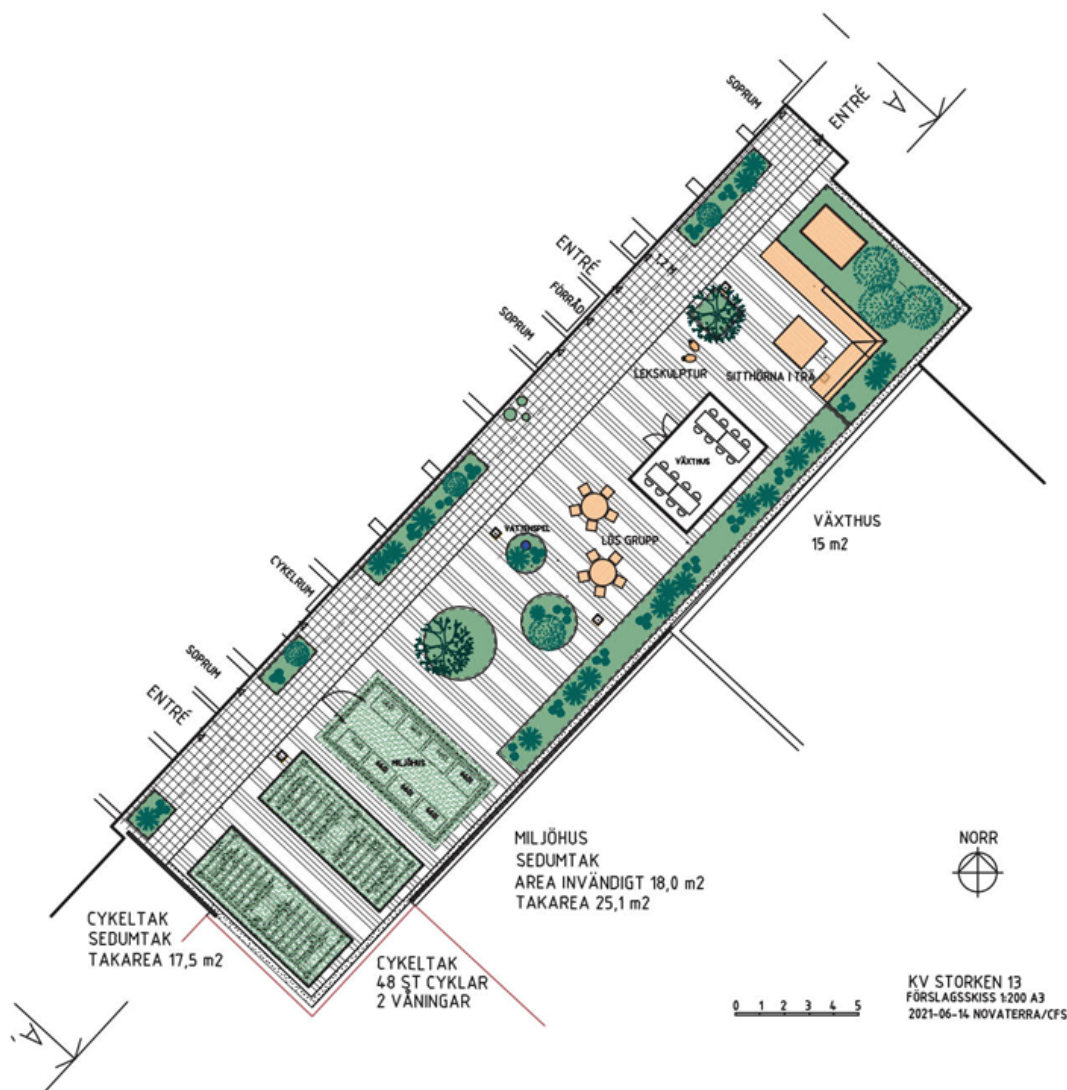 SOPRUM
ENTRÉ
A
ENTRÉ
1,2 M
FÖRRÅD
SOPRUM
LEKSKULPTUR
SITTHÖRNA I TRÄ
VÄXTHUS
VÄXTHUS
15 m2
VATTENSPEL
LÖS GRUPP
CYKELRUM
SOPRUM
ENTRÉ
MILJÖHUS
MILJÖHUS
SEDUMTAK
AREA INVÄNDIGT 18,0 m2
TAKAREA 25,1 m2
NORR
CYKELTAK
SEDUMTAK
TAKAREA 17,5 m2
CYKELTAK
48 ST CYKLAR
2 VÅNINGAR
0 1 2 3 4 5
KV STORKEN 13
FÖRSLAGSSKISS 1:200 A3
2021-06-14 NOVATERRA/CFS
A'